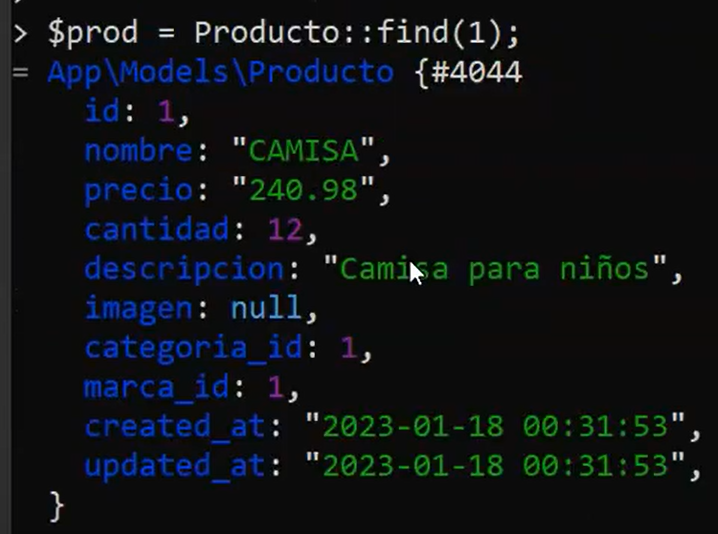 > $prod = Producto::find(1);
= App\Models\Producto {#4044
id: 1,
nombre: "CAMISA",
precio: "240.98",
cantidad: 12,
descripcion: "Camisa para niños",
imagen: null,
categoria_id: 1,
marca_id: 1,
created_at: "2023-01-18 00:31:53",
updated_at: "2023-01-18 00:31:53",
}